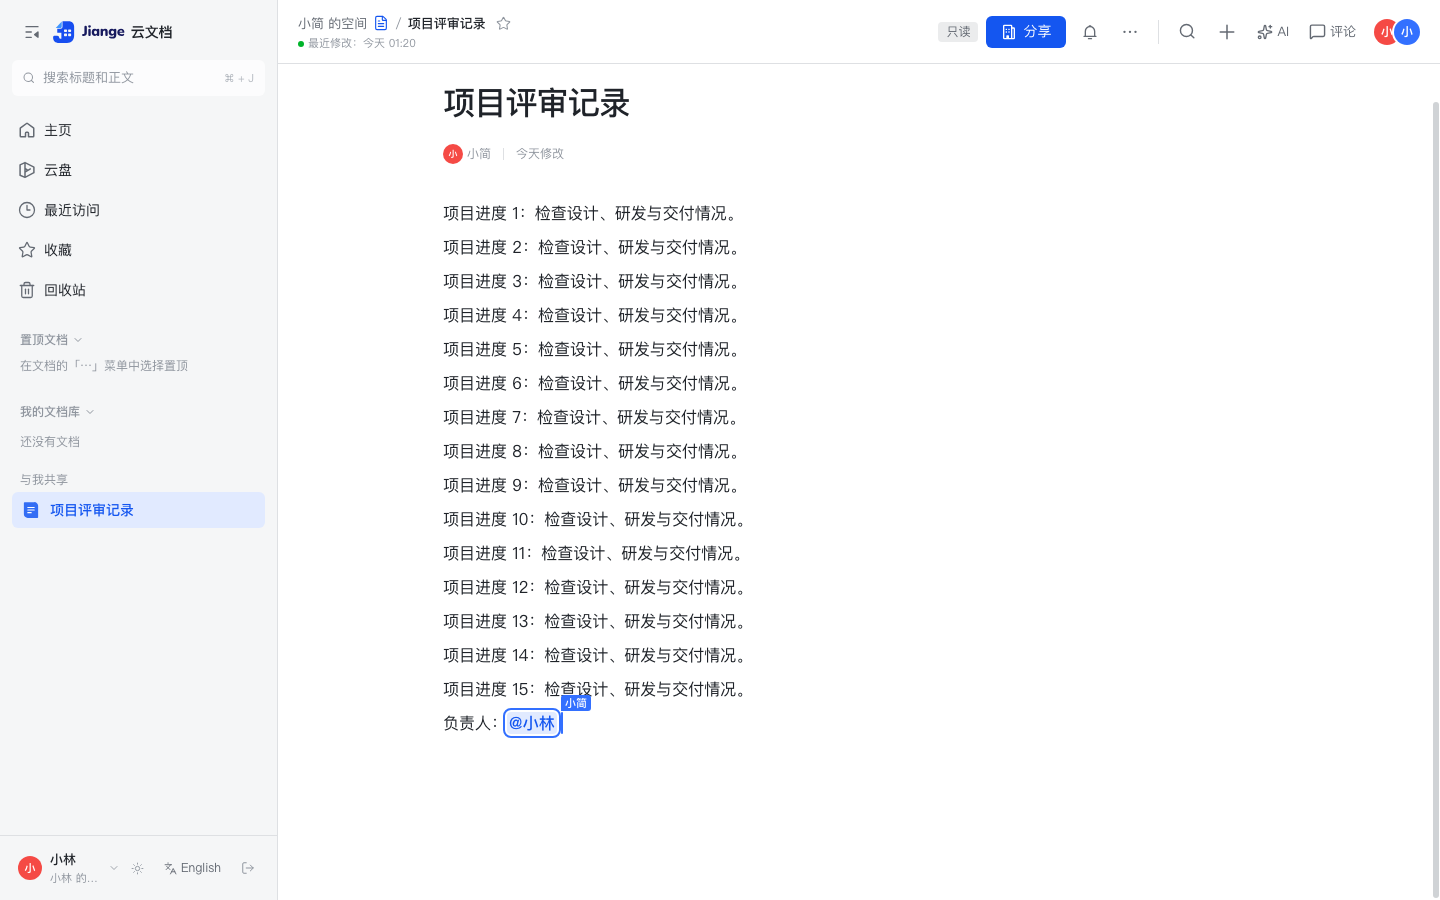 Jiange 云文档
搜索标题和正文 ⌘ + J
主页
云盘
最近访问
收藏
回收站
置顶文档
在文档的「…」菜单中选择置顶
我的文档库
还没有文档
与我共享
项目评审记录
小 小林
小林 的...
English
小简 的空间 / 项目评审记录
最近修改：今天 01:20
只读
分享
AI
评论
小 小
项目评审记录
小 小简 今天修改
项目进度 1：检查设计、研发与交付情况。
项目进度 2：检查设计、研发与交付情况。
项目进度 3：检查设计、研发与交付情况。
项目进度 4：检查设计、研发与交付情况。
项目进度 5：检查设计、研发与交付情况。
项目进度 6：检查设计、研发与交付情况。
项目进度 7：检查设计、研发与交付情况。
项目进度 8：检查设计、研发与交付情况。
项目进度 9：检查设计、研发与交付情况。
项目进度 10：检查设计、研发与交付情况。
项目进度 11：检查设计、研发与交付情况。
项目进度 12：检查设计、研发与交付情况。
项目进度 13：检查设计、研发与交付情况。
项目进度 14：检查设计、研发与交付情况。
项目进度 15：检查设计、研发与交付情况。
小简
负责人：@小林